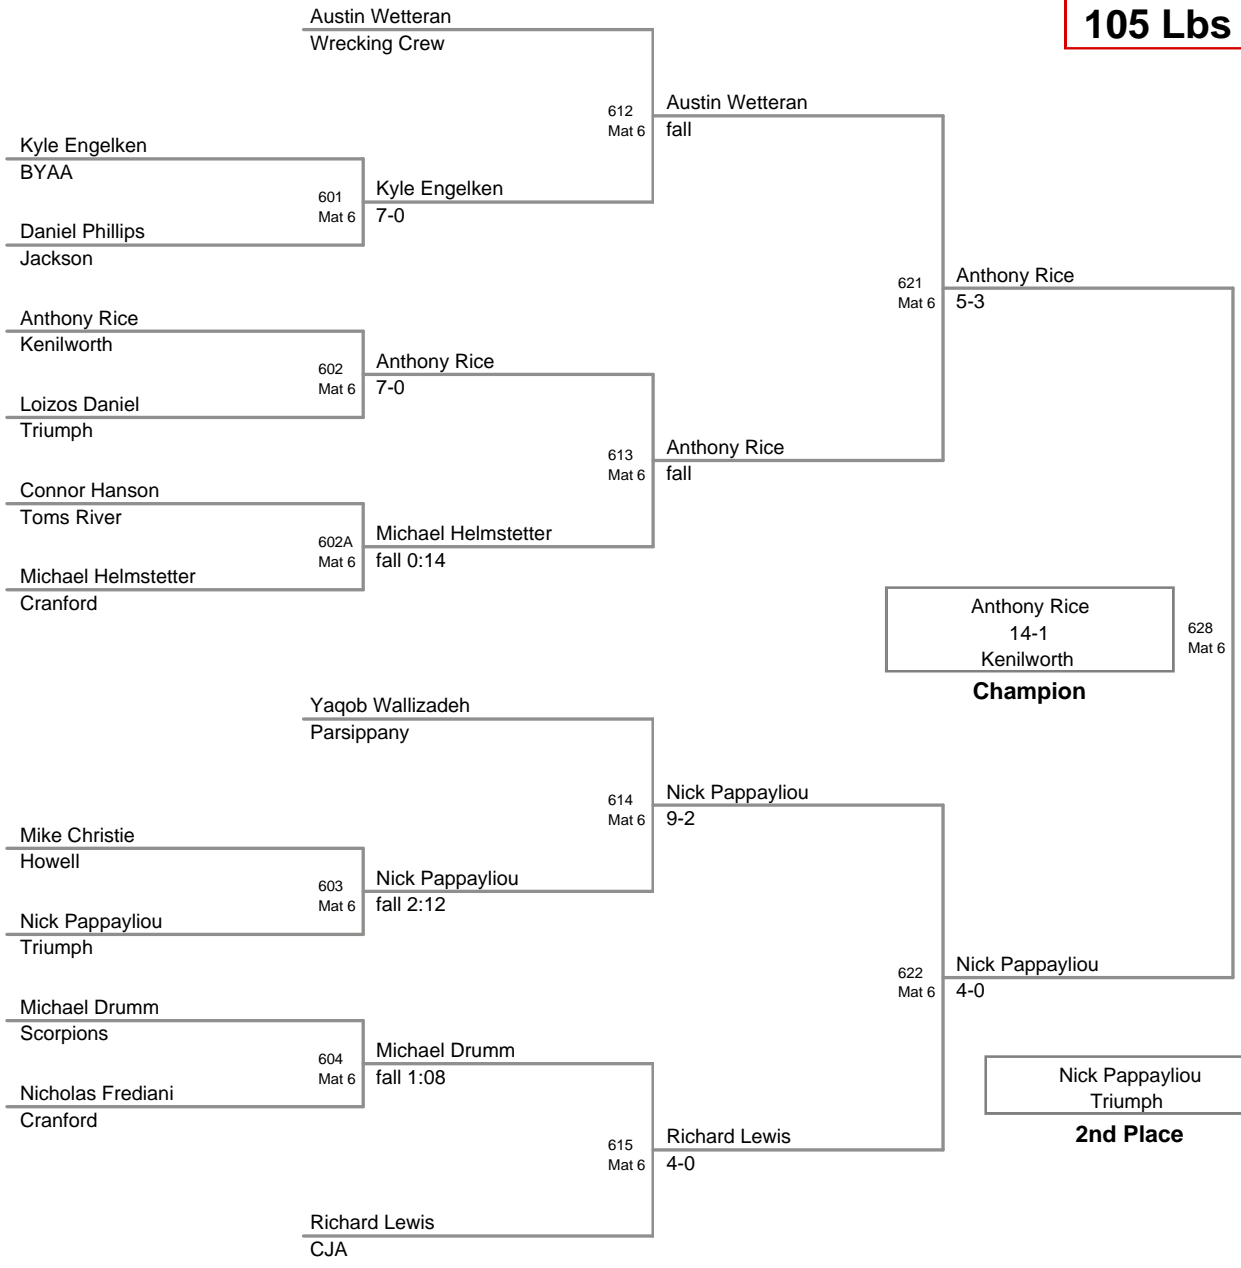 Austin Wetteran
Wrecking Crew
105 Lbs
612
Mat 6
Austin Wetteran
fall
Kyle Engelken
BYAA
601
Mat 6
Kyle Engelken
7-0
Daniel Phillips
Jackson
621
Mat 6
Anthony Rice
5-3
Anthony Rice
Kenilworth
602
Mat 6
Anthony Rice
7-0
Loizos Daniel
Triumph
613
Mat 6
Anthony Rice
fall
Connor Hanson
Toms River
602A
Mat 6
Michael Helmstetter
fall 0:14
Michael Helmstetter
Cranford
Anthony Rice
14-1
Kenilworth
Champion
628
Mat 6
Yaqob Wallizadeh
Parsippany
614
Mat 6
Nick Pappayliou
9-2
Mike Christie
Howell
603
Mat 6
Nick Pappayliou
fall 2:12
Nick Pappayliou
Triumph
622
Mat 6
Nick Pappayliou
4-0
Michael Drumm
Scorpions
604
Mat 6
Michael Drumm
fall 1:08
Nicholas Frediani
Cranford
Nick Pappayliou
Triumph
2nd Place
615
Mat 6
Richard Lewis
4-0
Richard Lewis
CJA